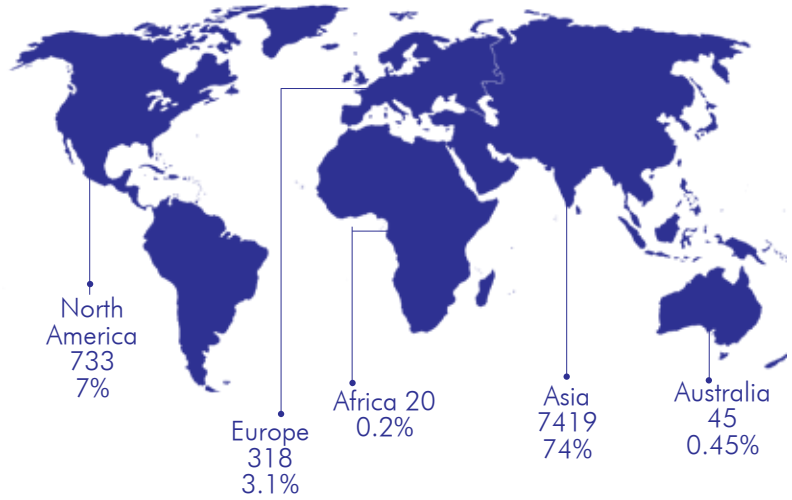 North
America
733
7%
Europe
318
3.1%
Africa 20
0.2%
Asia
7419
74%
Australia
45
0.45%